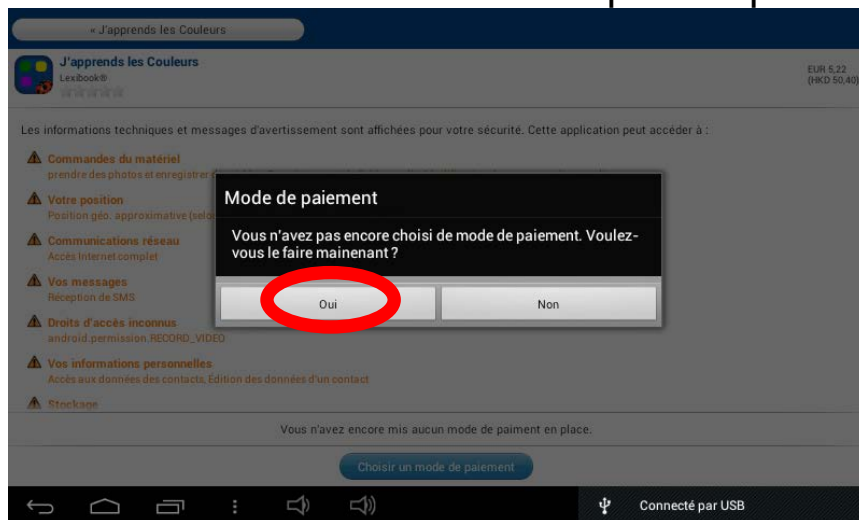 « J'apprends les Couleurs
J'apprends les Couleurs
Lexibook®
EUR 5,22
(HKD 50,40)
Les informations techniques et messages d'avertissement sont affichées pour votre sécurité. Cette application peut accéder à :
Commandes du matériel
prendre des photos et enregistrer
Votre position
Position géo. approximative (selo
Communications réseau
Accès Internet complet
Vos messages
Réception de SMS
Droits d'accès inconnus
android.permission.RECORD_VIDEO
Vos informations personnelles
Accès aux données des contacts, Édition des données d'un contact
Stockage
Mode de paiement
Vous n'avez pas encore choisi de mode de paiement. Voulez-
vous le faire mainenant ?
Oui
Non
Vous n'avez encore mis aucun mode de paiment en place.
Choisir un mode de paiement
Connecté par USB